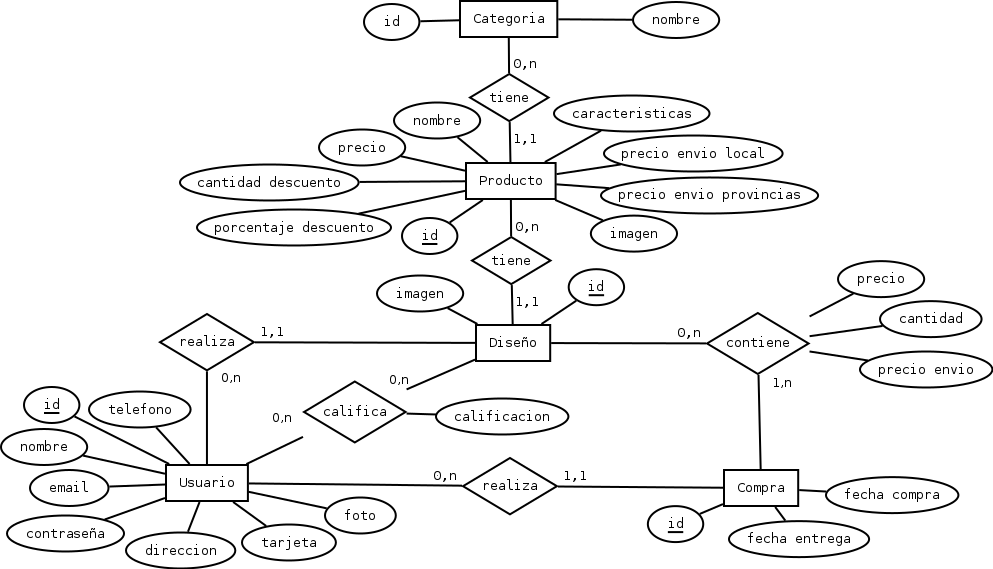 id
Categoria
nombre
0,n
tiene
nombre
caracteristicas
1,1
precio
precio envio local
cantidad descuento
Producto
precio envio provincias
porcentaje descuento
id
0,n
imagen
tiene
imagen
id
precio
1,1
cantidad
realiza
1,1
Diseño
0,n
contiene
precio envio
0,n
0,n
1,n
id
telefono
0,n
califica
calificacion
nombre
email
Usuario
0,n
realiza
1,1
Compra
fecha compra
contraseña
direccion
tarjeta
foto
id
fecha entrega